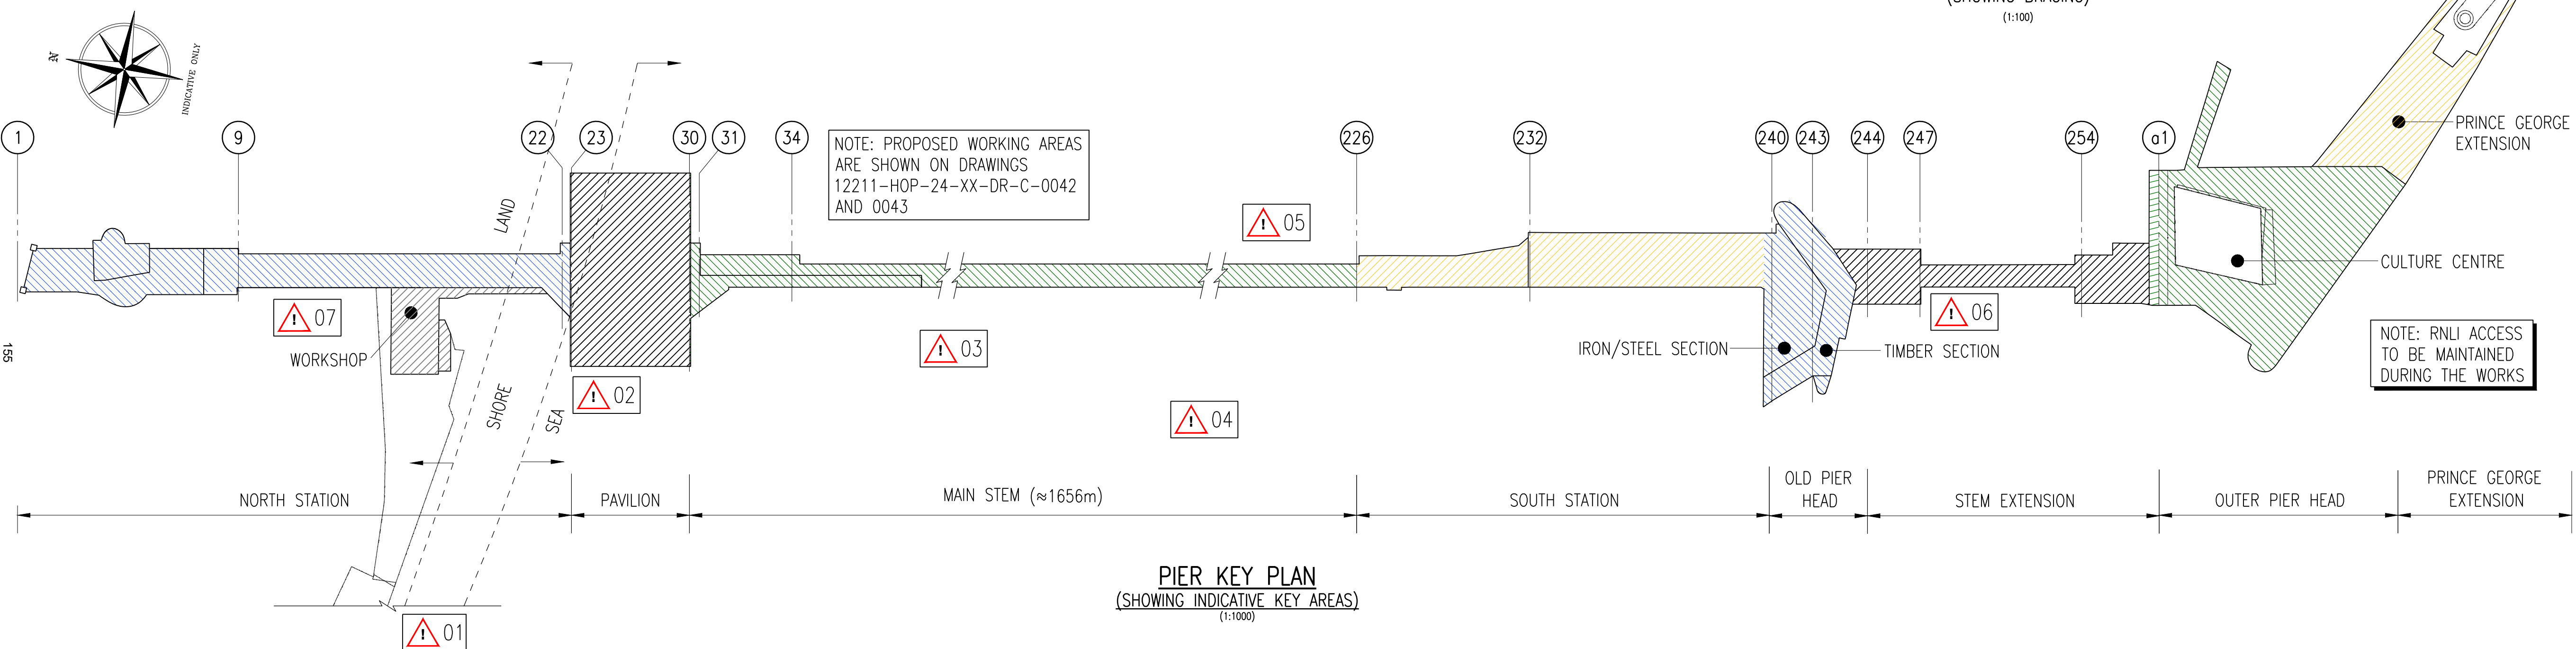 (SHOWING BRACING)
(1:100)
N
INDICATIVE ONLY
1
9
22
23
30
31
34
226
232
240
243
244
247
254
a1
NOTE: PROPOSED WORKING AREAS
ARE SHOWN ON DRAWINGS
12211-HOP-24-XX-DR-C-0042
AND 0043
PRINCE GEORGE
EXTENSION
LAND
! 05
CULTURE CENTRE
! 07
! 06
WORKSHOP
! 03
IRON/STEEL SECTION
TIMBER SECTION
NOTE: RNLI ACCESS
TO BE MAINTAINED
DURING THE WORKS
155
SHORE
SEA
! 02
! 04
NORTH STATION
PAVILION
MAIN STEM (≈1656m)
SOUTH STATION
OLD PIER
HEAD
STEM EXTENSION
OUTER PIER HEAD
PRINCE GEORGE
EXTENSION
PIER KEY PLAN
(SHOWING INDICATIVE KEY AREAS)
(1:1000)
! 01